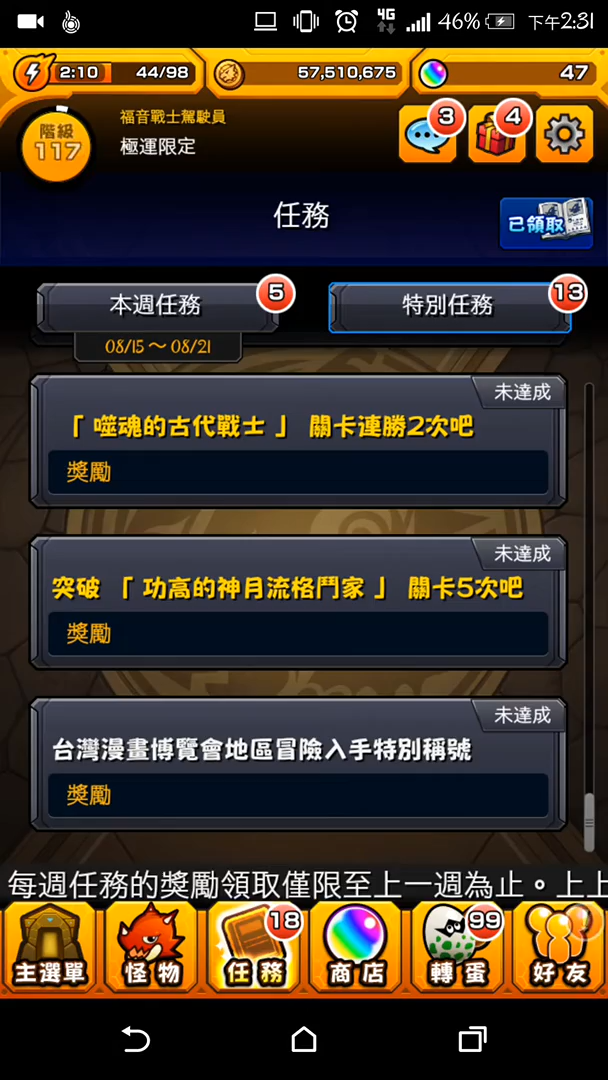 4G 46% 下午2:31
2:10 44/98 57,510,675 47
階級
117
福音戰士駕駛員
極運限定
3 4
任務
已領取
本週任務 5 特別任務 13
08/15～08/21
未達成
「噬魂的古代戰士」 關卡連勝2次吧
獎勵
未達成
突破 「功高的神月流格鬥家」 關卡5次吧
獎勵
未達成
台灣漫畫博覽會地區冒險入手特別稱號
獎勵
每週任務的獎勵領取僅限至上一週為止。上上
18 99
主選單 怪物 任務 商店 轉蛋 好友